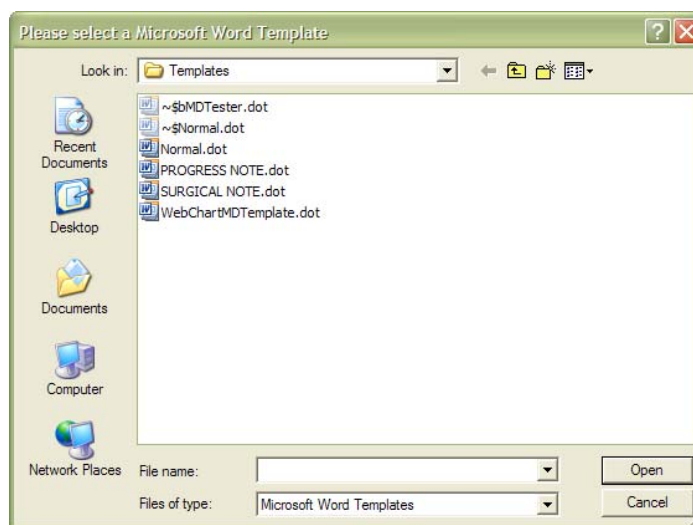 Please select a Microsoft Word Template
Look in: Templates
~$bMDTester.dot
~$Normal.dot
Normal.dot
PROGRESS NOTE.dot
SURGICAL NOTE.dot
WebChartMDTemplate.dot
Recent
Documents
Desktop
Documents
Computer
Network Places
File name: Open
Files of type: Microsoft Word Templates Cancel